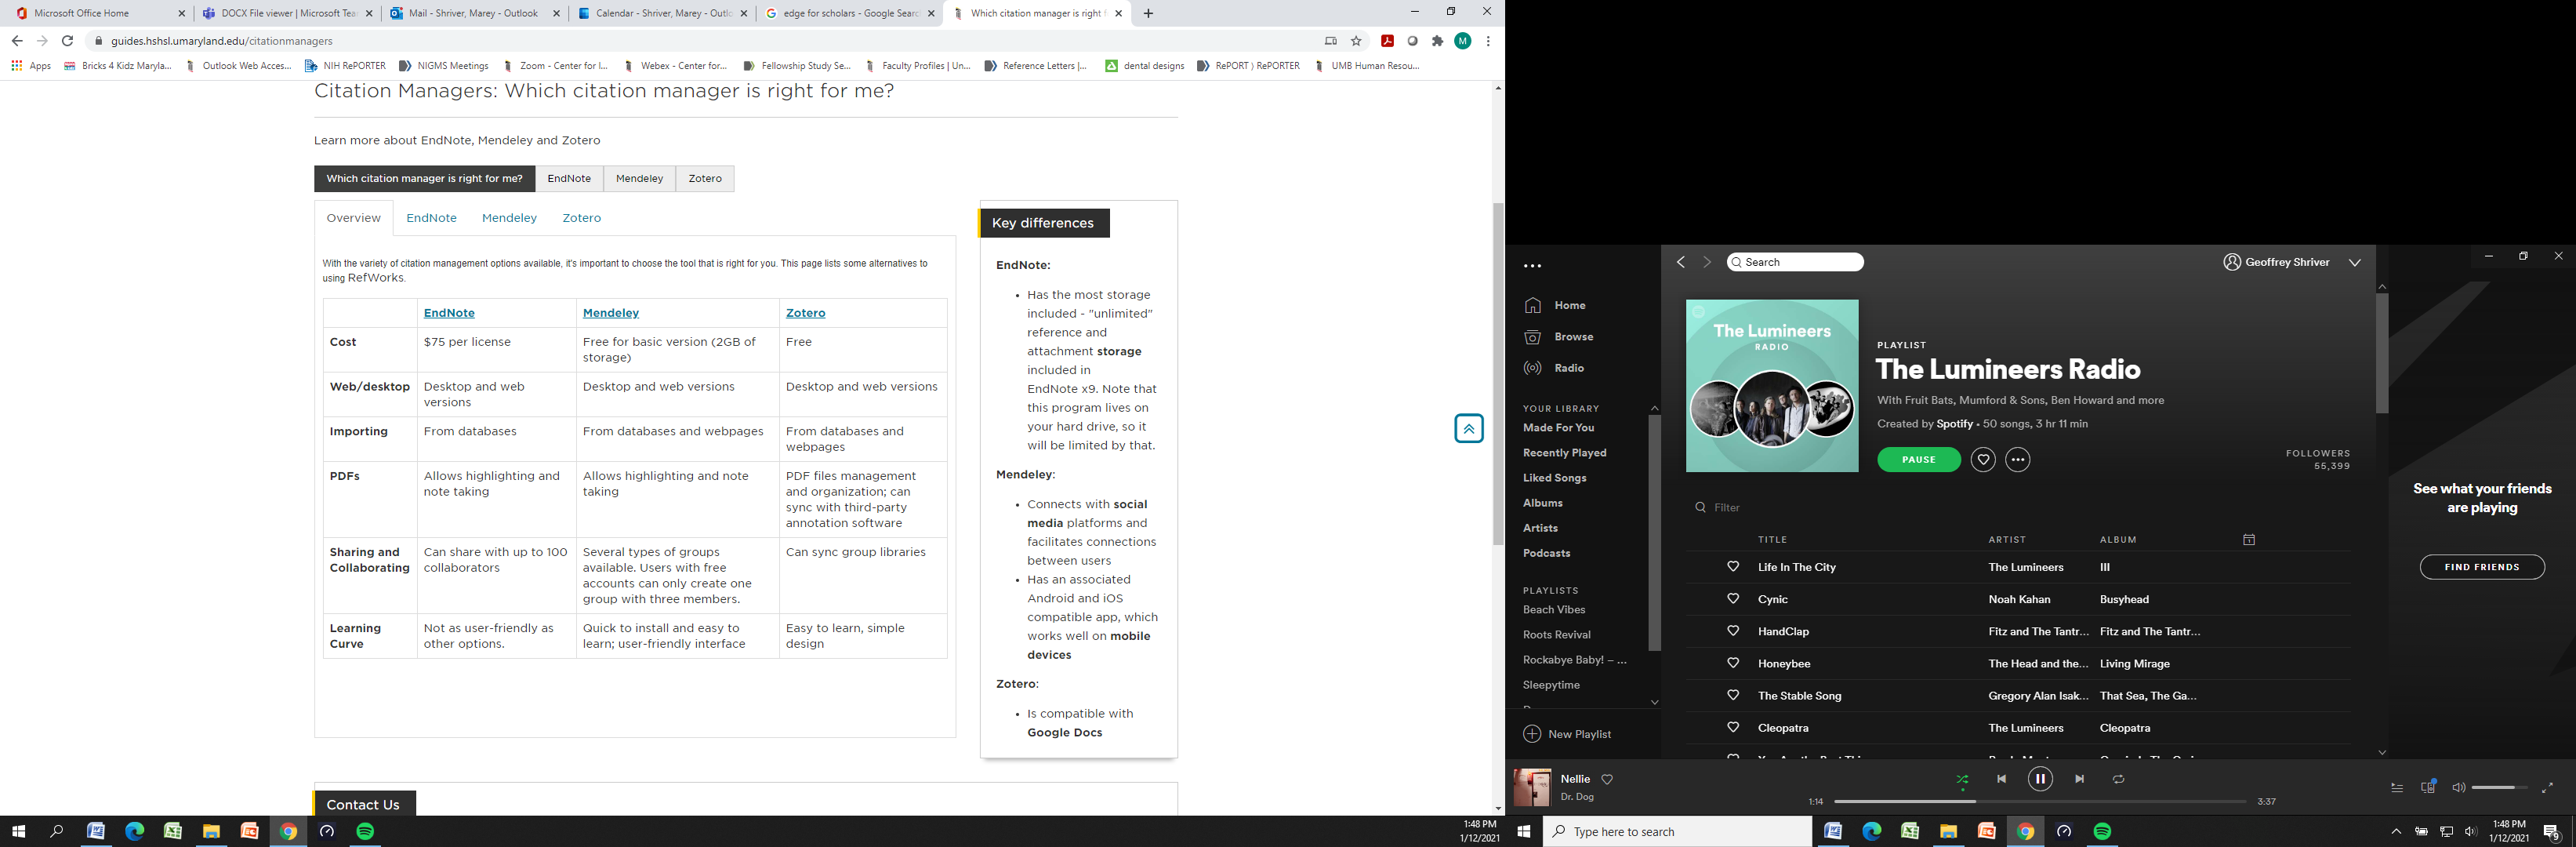 Microsoft Office Home
DOCX File viewer | Microsoft Tea
Mail - Shriver, Marey - Outlook
Calendar - Shriver, Marey - Outlo
edge for scholars - Google Searc
Which citation manager is right f
guides.hshsl.umaryland.edu/citationmanagers
M
Apps
Bricks 4 Kidz Maryla...
Outlook Web Acces...
NIH RePORTER
NIGMS Meetings
Zoom - Center for I...
Webex - Center for...
Fellowship Study Se...
Faculty Profiles | Un...
Reference Letters |...
dental designs
RePORT ⟩ RePORTER
UMB Human Resou...
Citation Managers: Which citation manager is right for me?
Learn more about EndNote, Mendeley and Zotero
Which citation manager is right for me?
EndNote
Mendeley
Zotero
Overview
EndNote
Mendeley
Zotero
With the variety of citation management options available, it's important to choose the tool that is right for you. This page lists some alternatives to
using RefWorks.
EndNote
Mendeley
Zotero
Cost
$75 per license
Free for basic version (2GB of
storage)
Free
Web/desktop
Desktop and web
versions
Desktop and web versions
Desktop and web versions
Importing
From databases
From databases and webpages
From databases and
webpages
PDFs
Allows highlighting and
note taking
Allows highlighting and note
taking
PDF files management
and organization; can
sync with third-party
annotation software
Sharing and
Collaborating
Can share with up to 100
collaborators
Several types of groups
available. Users with free
accounts can only create one
group with three members.
Can sync group libraries
Learning
Curve
Not as user-friendly as
other options.
Quick to install and easy to
learn; user-friendly interface
Easy to learn, simple
design
Key differences
EndNote:
• Has the most storage
included - "unlimited"
reference and
attachment storage
included in
EndNote x9. Note that
this program lives on
your hard drive, so it
will be limited by that.
Mendeley:
• Connects with social
media platforms and
facilitates connections
between users
• Has an associated
Android and iOS
compatible app, which
works well on mobile
devices
Zotero:
• Is compatible with
Google Docs
Contact Us
1:48 PM
1/12/2021
Search
Geoffrey Shriver
Home
Browse
Radio
YOUR LIBRARY
Made For You
Recently Played
Liked Songs
Albums
Artists
Podcasts
PLAYLISTS
Beach Vibes
Roots Revival
Rockabye Baby! – ...
Sleepytime
New Playlist
The Lumineers
RADIO
PLAYLIST
The Lumineers Radio
With Fruit Bats, Mumford & Sons, Ben Howard and more
Created by Spotify • 50 songs, 3 hr 11 min
PAUSE
FOLLOWERS
55,399
Filter
TITLE
ARTIST
ALBUM
Life In The City
The Lumineers
III
Cynic
Noah Kahan
Busyhead
HandClap
Fitz and The Tantr...
Fitz and The Tantr...
Honeybee
The Head and the...
Living Mirage
The Stable Song
Gregory Alan Isak...
That Sea, The Ga...
Cleopatra
The Lumineers
Cleopatra
See what your friends
are playing
FIND FRIENDS
Nellie
Dr. Dog
1:14
3:37
Type here to search
1:48 PM
1/12/2021
9